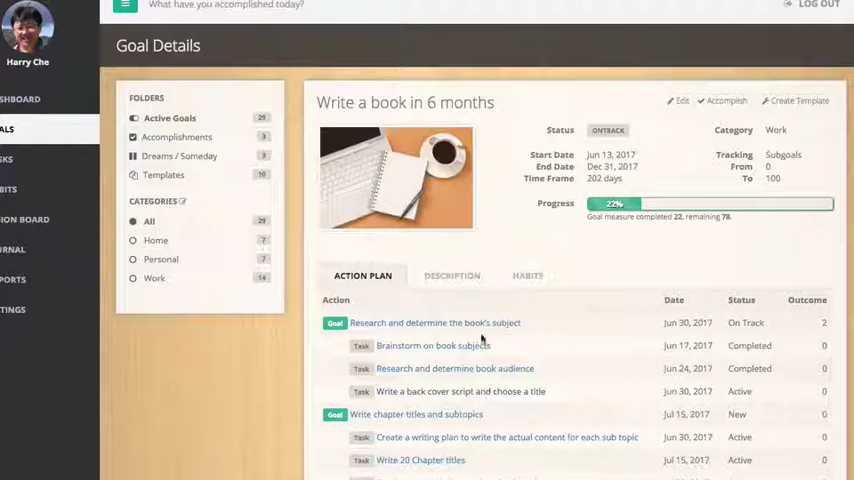 What have you accomplished today?
LOG OUT
Harry Che
SHBOARD
ALS
SKS
BITS
ION BOARD
URNAL
PORTS
TINGS
Goal Details
FOLDERS
Active Goals 29
Accomplishments 3
Dreams / Someday 3
Templates 10
CATEGORIES
All 29
Home 7
Personal 7
Work 14
Write a book in 6 months
Edit Accomplish Create Template
Status ONTRACK Category Work
Start Date Jun 13, 2017 Tracking Subgoals
End Date Dec 31, 2017 From 0
Time Frame 202 days To 100
Progress 22%
Goal measure completed 22, remaining 78.
ACTION PLAN DESCRIPTION HABITS
Action Date Status Outcome
Goal Research and determine the book's subject Jun 30, 2017 On Track 2
Task Brainstorm on book subjects Jun 17, 2017 Completed 0
Task Research and determine book audience Jun 24, 2017 Completed 0
Task Write a back cover script and choose a title Jun 30, 2017 Active 0
Goal Write chapter titles and subtopics Jul 15, 2017 New 0
Task Create a writing plan to write the actual content for each sub topic Jun 30, 2017 Active 0
Task Write 20 Chapter titles Jul 15, 2017 Active 0